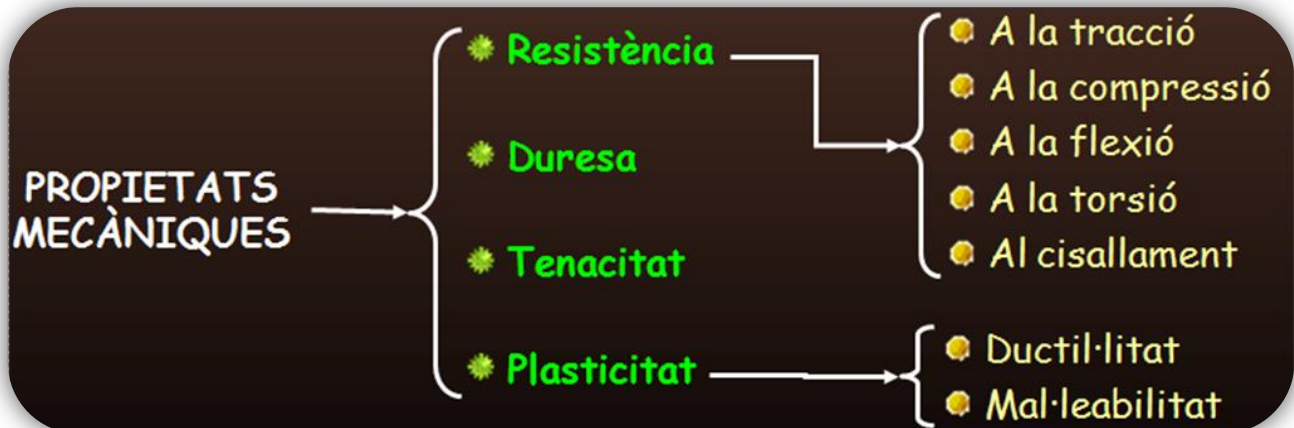 PROPIETATS
MECÀNIQUES
Resistència
A la tracció
A la compressió
A la flexió
A la torsió
Al cisallament
Duresa
Tenacitat
Plasticitat
Ductil·litat
Mal·leabilitat